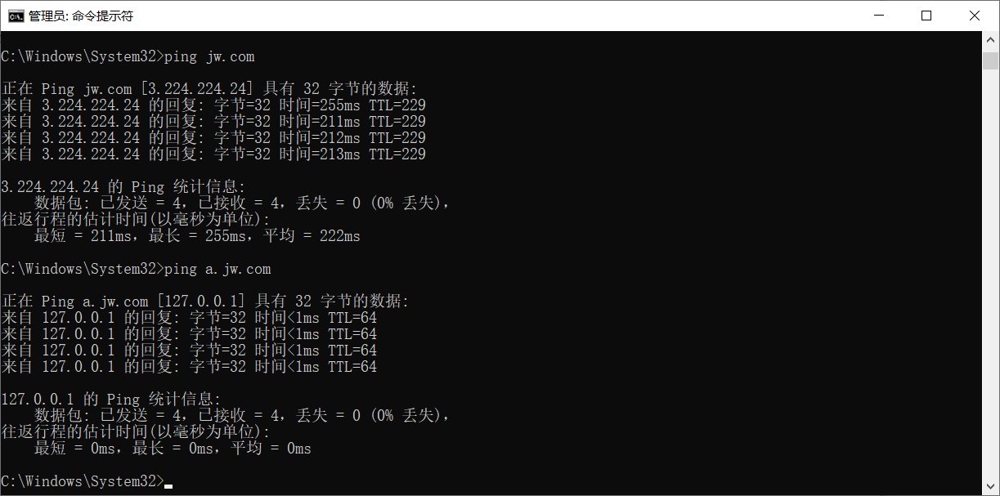 管理员: 命令提示符
C:\Windows\System32>ping jw.com
正在 Ping jw.com [3.224.224.24] 具有 32 字节的数据:
来自 3.224.224.24 的回复: 字节=32 时间=255ms TTL=229
来自 3.224.224.24 的回复: 字节=32 时间=211ms TTL=229
来自 3.224.224.24 的回复: 字节=32 时间=212ms TTL=229
来自 3.224.224.24 的回复: 字节=32 时间=213ms TTL=229
3.224.224.24 的 Ping 统计信息:
数据包: 已发送 = 4，已接收 = 4，丢失 = 0 (0% 丢失)，
往返行程的估计时间(以毫秒为单位):
最短 = 211ms，最长 = 255ms，平均 = 222ms
C:\Windows\System32>ping a.jw.com
正在 Ping a.jw.com [127.0.0.1] 具有 32 字节的数据:
来自 127.0.0.1 的回复: 字节=32 时间<1ms TTL=64
来自 127.0.0.1 的回复: 字节=32 时间<1ms TTL=64
来自 127.0.0.1 的回复: 字节=32 时间<1ms TTL=64
来自 127.0.0.1 的回复: 字节=32 时间<1ms TTL=64
127.0.0.1 的 Ping 统计信息:
数据包: 已发送 = 4，已接收 = 4，丢失 = 0 (0% 丢失)，
往返行程的估计时间(以毫秒为单位):
最短 = 0ms，最长 = 0ms，平均 = 0ms
C:\Windows\System32>